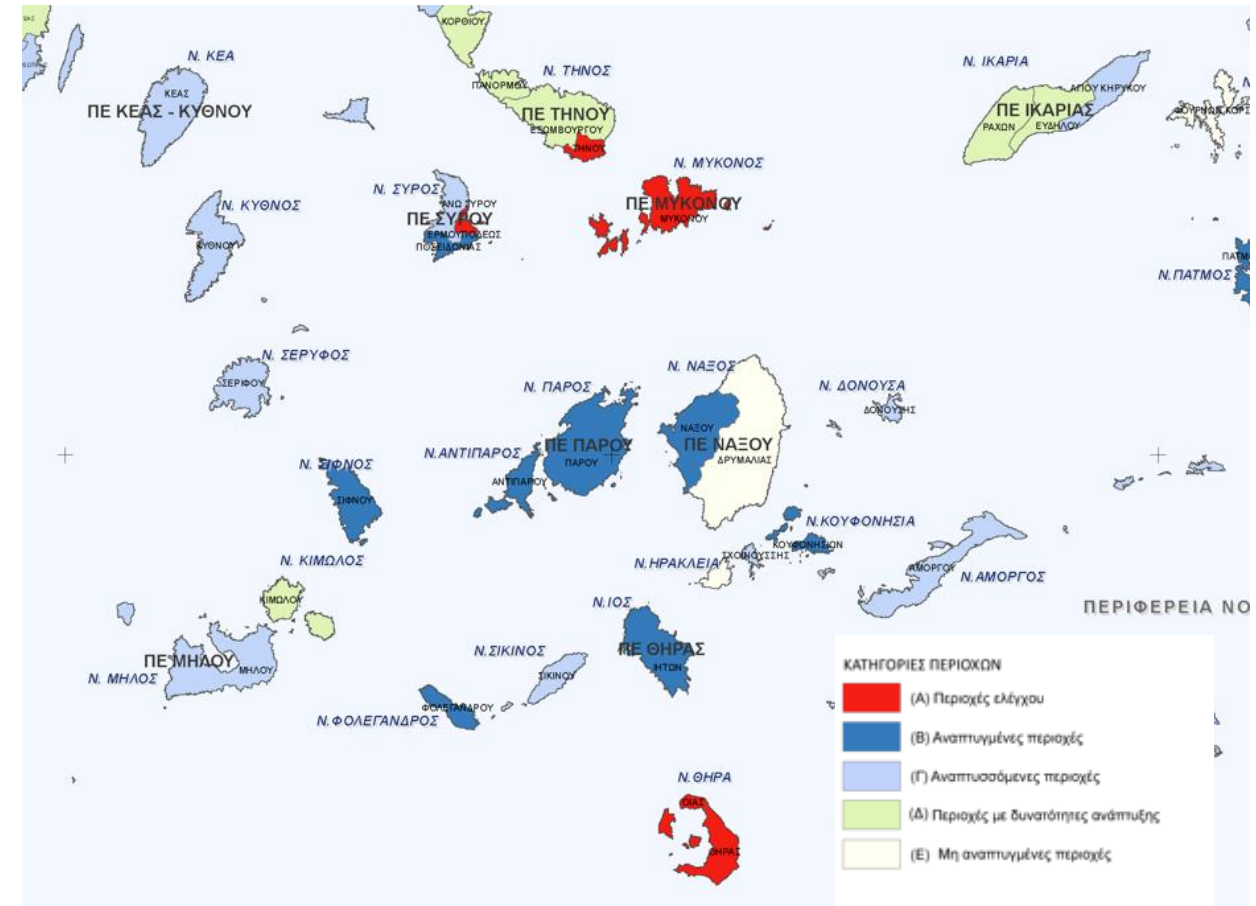 ΚΟΡΘΙΟΥ
Ν. ΚΕΑ
Ν. ΤΗΝΟΣ
Ν. ΙΚΑΡΙΑ
ΚΕΑΣ
ΠΑΝΟΡΜΟΥ
ΑΓΙΟΥ ΚΗΡΥΚΟΥ
ΠΕ ΚΕΑΣ - ΚΥΘΝΟΥ
ΠΕ ΤΗΝΟΥ
ΠΕ ΙΚΑΡΙΑΣ
ΕΞΩΜΒΟΥΡΓΟΥ
ΡΑΧΩΝ
ΕΥΔΗΛΟΥ
ΤΗΝΟΥ
Ν. ΜΥΚΟΝΟΣ
Ν. ΣΥΡΟΣ
ΑΝΩ ΣΥΡΟΥ
Ν. ΚΥΘΝΟΣ
ΠΕ ΣΥΡΟΥ
ΠΕ ΜΥΚΟΝΟΥ
ΜΥΚΟΝΟΥ
ΕΡΜΟΥΠΟΛΕΩΣ
ΚΥΘΝΟΥ
ΠΟΣΕΙΔΩΝΙΑΣ
ΠΑΤΜ
Ν.ΠΑΤΜΟΣ
Ν. ΣΕΡΥΦΟΣ
ΣΕΡΙΦΟΥ
Ν. ΝΑΞΟΣ
Ν. ΠΑΡΟΣ
Ν. ΔΟΝΟΥΣΑ
ΔΟΝΟΥΣΗΣ
ΝΑΞΟΥ
ΠΕ ΠΑΡΟΥ
ΠΕ ΝΑΞΟΥ
Ν.ΑΝΤΙΠΑΡΟΣ
ΠΑΡΟΥ
ΔΡΥΜΑΛΙΑΣ
Ν. ΣΙΦΝΟΣ
ΑΝΤΙΠΑΡΟΥ
ΣΙΦΝΟΥ
Ν.ΚΟΥΦΟΝΗΣΙΑ
ΚΟΥΦΟΝΗΣΙΩΝ
ΣΧΟΙΝΟΥΣΣΗΣ
Ν. ΚΙΜΩΛΟΣ
Ν.ΗΡΑΚΛΕΙΑ
ΑΜΟΡΓΟΥ
Ν.ΑΜΟΡΓΟΣ
ΚΙΜΩΛΟΥ
Ν.ΙΟΣ
ΠΕΡΙΦΕΡΕΙΑ ΝΟ
ΠΕ ΜΗΛΟΥ
ΜΗΛΟΥ
Ν.ΣΙΚΙΝΟΣ
ΠΕ ΘΗΡΑΣ
ΙΗΤΩΝ
Ν. ΜΗΛΟΣ
ΣΙΚΙΝΟΥ
ΦΟΛΕΓΑΝΔΡΟΥ
Ν.ΦΟΛΕΓΑΝΔΡΟΣ
Ν.ΘΗΡΑ
ΟΙΑΣ
ΘΗΡΑΣ
ΚΑΤΗΓΟΡΙΕΣ ΠΕΡΙΟΧΩΝ
(Α) Περιοχές ελέγχου
(Β) Αναπτυγμένες περιοχές
(Γ) Αναπτυσσόμενες περιοχές
(Δ) Περιοχές με δυνατότητες ανάπτυξης
(Ε) Μη αναπτυγμένες περιοχές